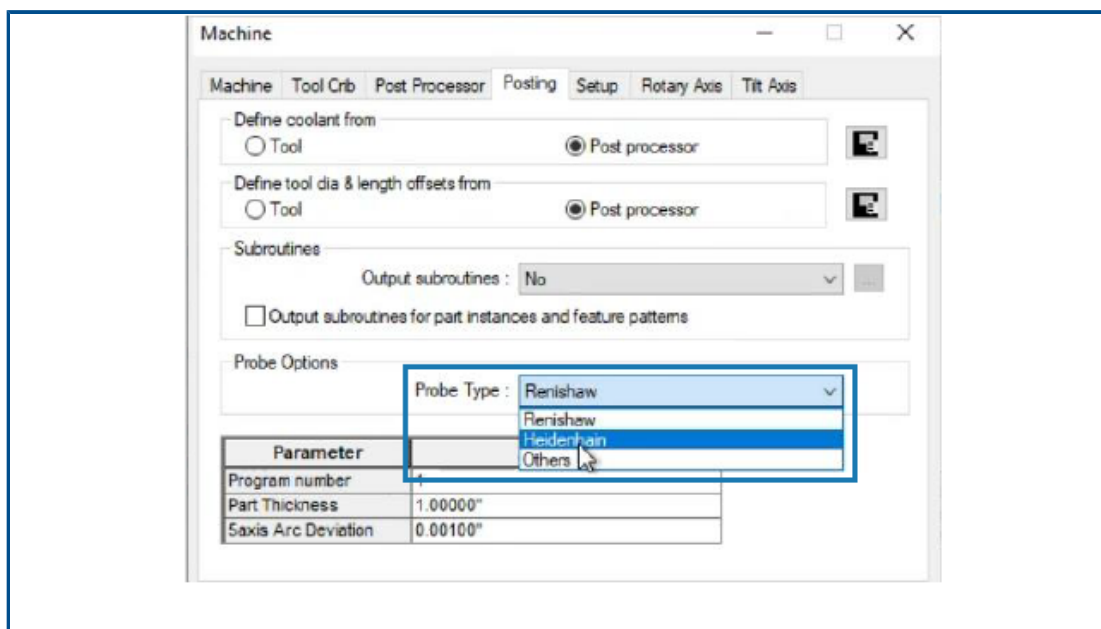 Machine
Machine Tool Crib Post Processor Posting Setup Rotary Axis Tilt Axis
Define coolant from
Tool Post processor
Define tool dia & length offsets from
Tool Post processor
Subroutines
Output subroutines : No
Output subroutines for part instances and feature patterns
Probe Options
Probe Type : Renishaw
Renishaw
Heidenhain
Others
Parameter
Program number
Part Thickness 1.00000"
5axis Arc Deviation 0.00100"